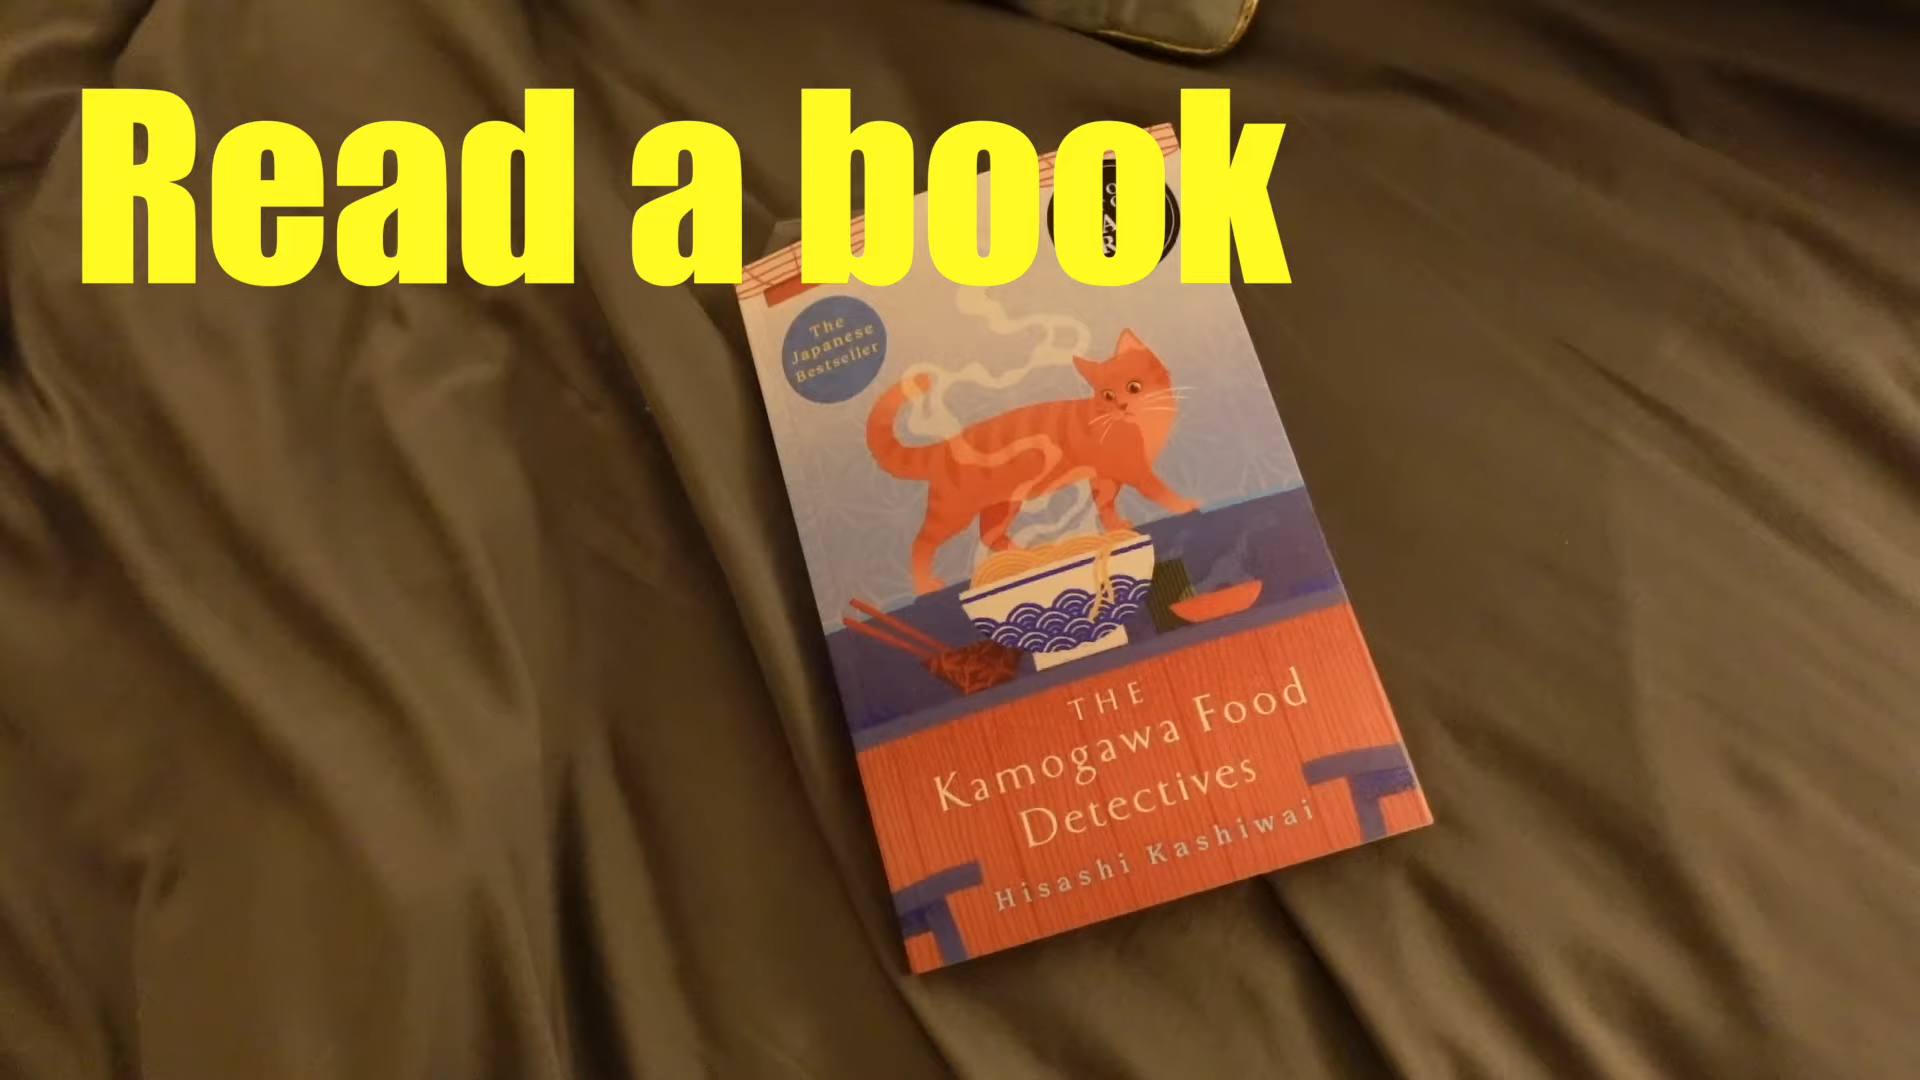 Read a book
The
Japanese
Bestseller
THE
Kamogawa Food
Detectives
Hisashi Kashiwai